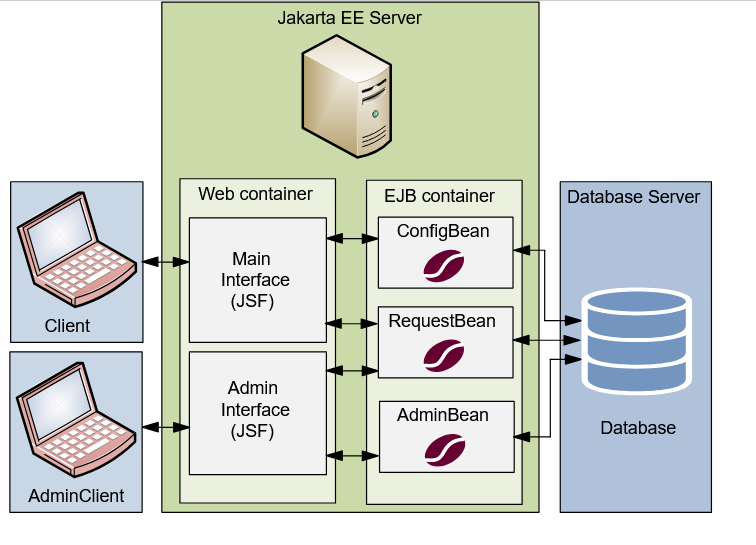 Jakarta EE Server
Web container
EJB container
Database Server
Main
Interface
(JSF)
ConfigBean
RequestBean
Client
Admin
Interface
(JSF)
AdminBean
Database
AdminClient